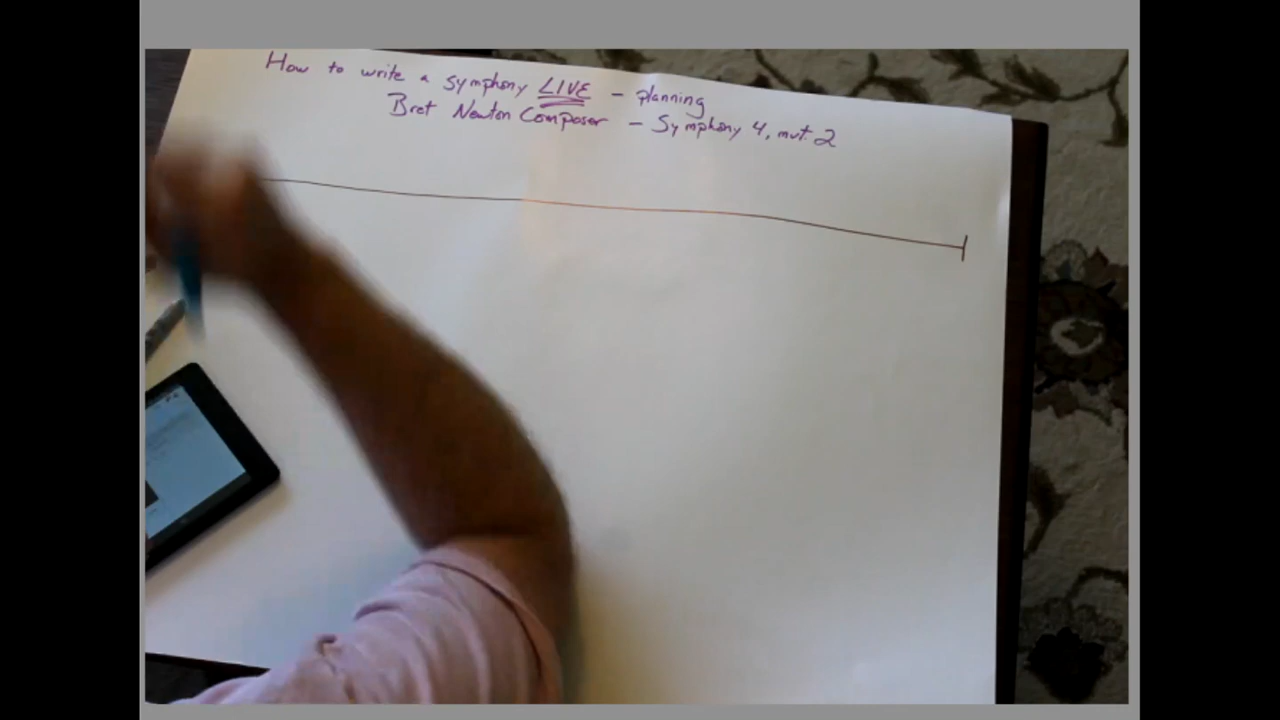 How to write a symphony LIVE - planning
Bret Newton Composer - Symphony 4, mvt. 2